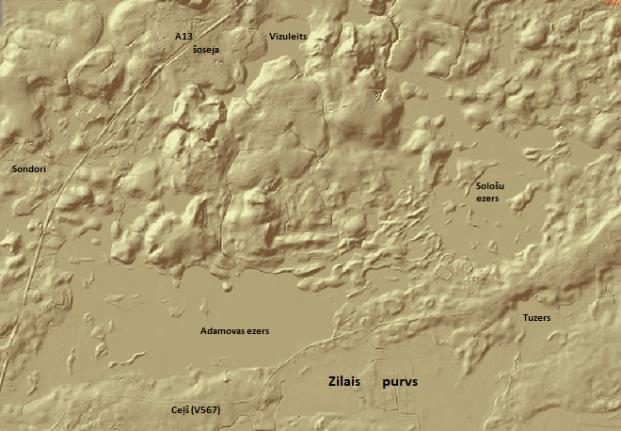 A13
šoseja
Vizuleits
Sondori
Sološu
ezers
Tuzers
Adamovas ezers
Zilais purvs
Ceļš (V567)